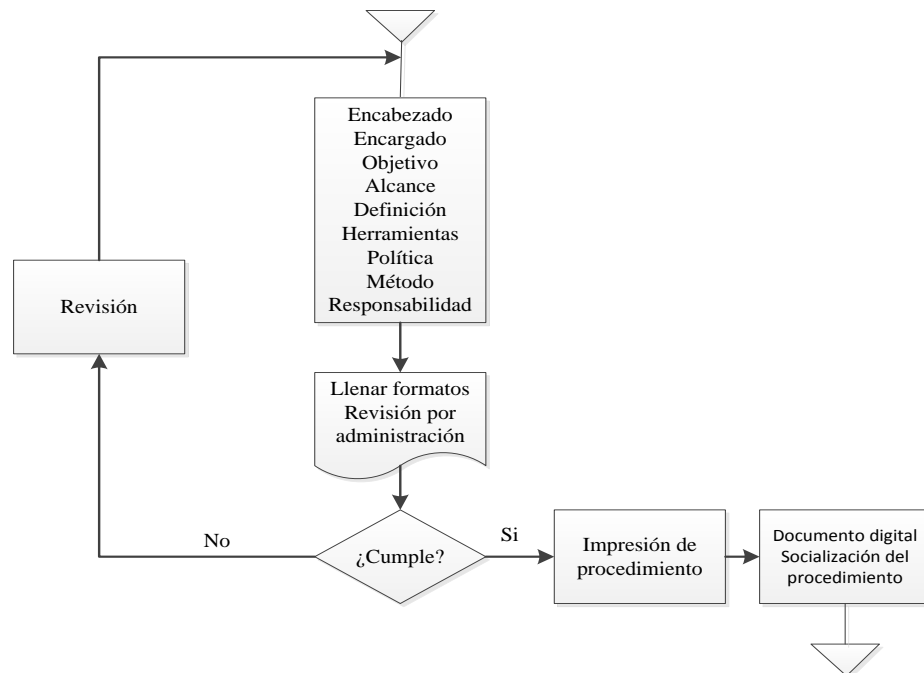 Encabezado
Encargado
Objetivo
Alcance
Definición
Herramientas
Política
Método
Responsabilidad
Revisión
Llenar formatos
Revisión por
administración
No
¿Cumple?
Si
Impresión de
procedimiento
Documento digital
Socialización del
procedimiento